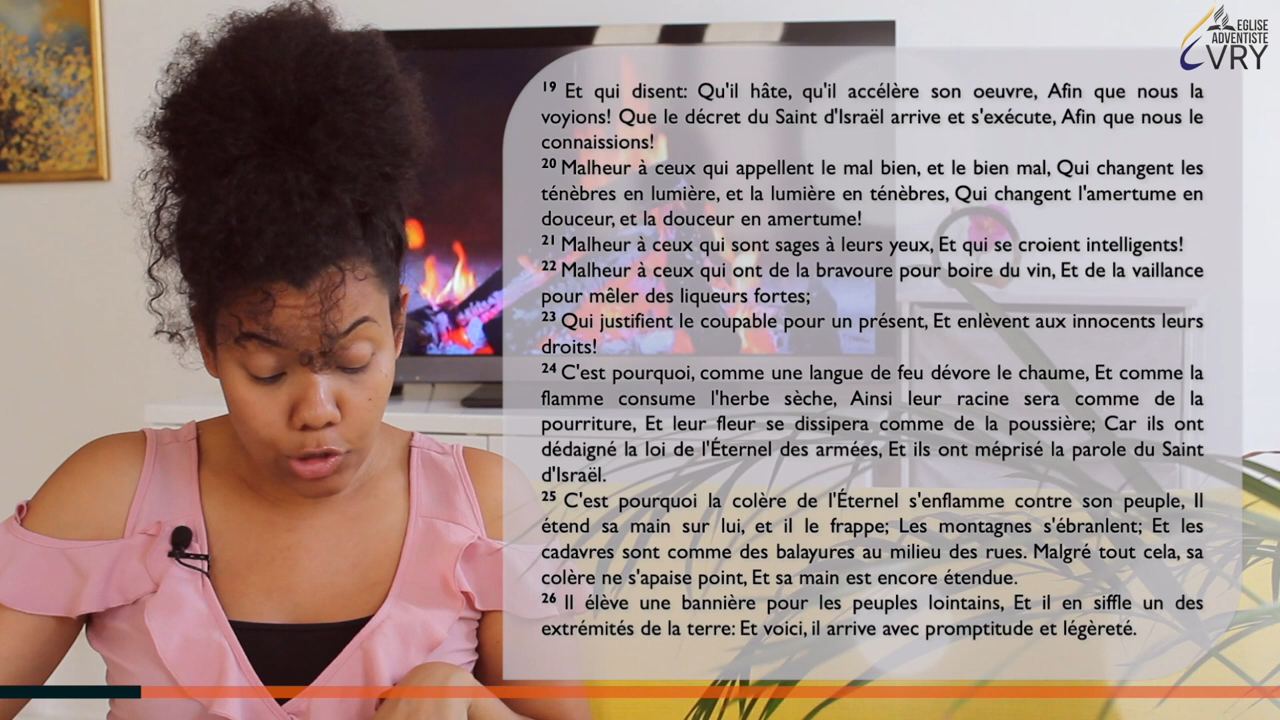 EGLISE
ADVENTISTE
VRY
19 Et qui disent: Qu'il hâte, qu'il accélère son oeuvre, Afin que nous la
voyions! Que le décret du Saint d'Israël arrive et s'exécute, Afin que nous le
connaissions!
20 Malheur à ceux qui appellent le mal bien, et le bien mal, Qui changent les
ténèbres en lumière, et la lumière en ténèbres, Qui changent l'amertume en
douceur, et la douceur en amertume!
21 Malheur à ceux qui sont sages à leurs yeux, Et qui se croient intelligents!
22 Malheur à ceux qui ont de la bravoure pour boire du vin, Et de la vaillance
pour mêler des liqueurs fortes;
23 Qui justifient le coupable pour un présent, Et enlèvent aux innocents leurs
droits!
24 C'est pourquoi, comme une langue de feu dévore le chaume, Et comme la
flamme consume l'herbe sèche, Ainsi leur racine sera comme de la
pourriture, Et leur fleur se dissipera comme de la poussière; Car ils ont
dédaigné la loi de l'Éternel des armées, Et ils ont méprisé la parole du Saint
d'Israël.
25 C'est pourquoi la colère de l'Éternel s'enflamme contre son peuple, Il
étend sa main sur lui, et il le frappe; Les montagnes s'ébranlent; Et les
cadavres sont comme des balayures au milieu des rues. Malgré tout cela, sa
colère ne s'apaise point, Et sa main est encore étendue.
26 Il élève une bannière pour les peuples lointains, Et il en siffle un des
extrémités de la terre: Et voici, il arrive avec promptitude et légèreté.